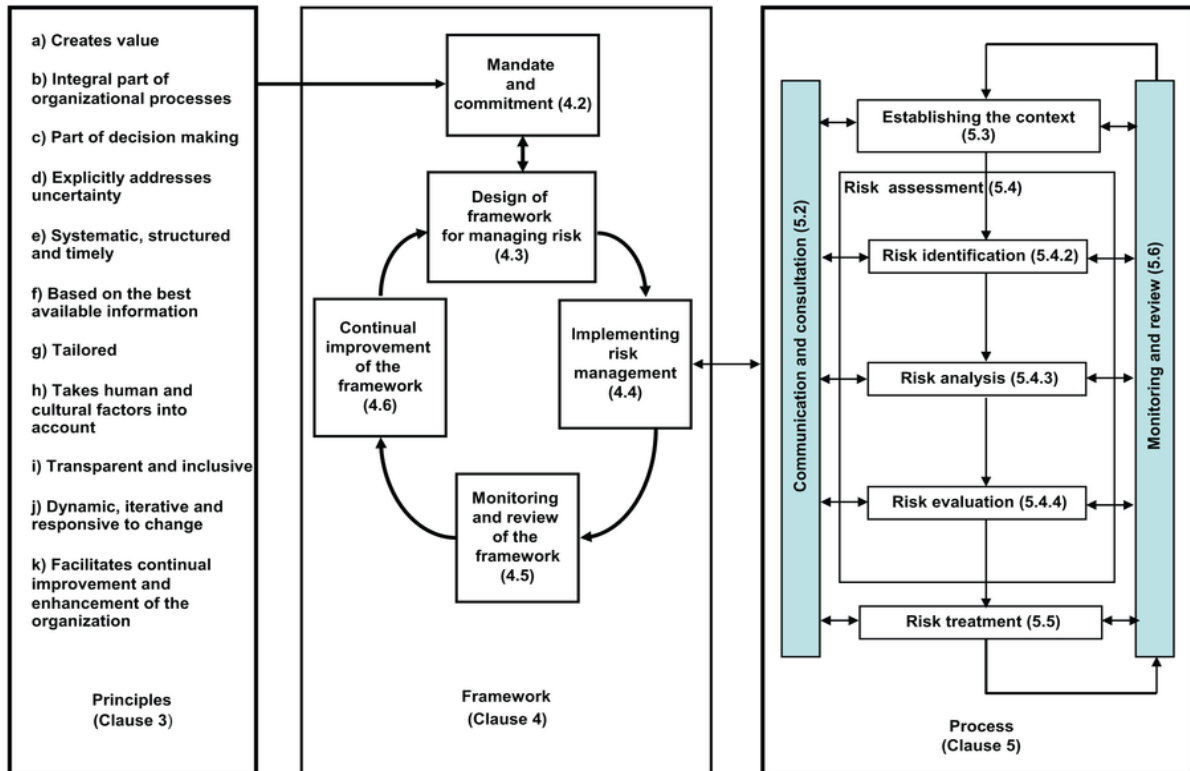 a) Creates value
b) Integral part of
organizational processes
c) Part of decision making
d) Explicitly addresses
uncertainty
e) Systematic, structured
and timely
f) Based on the best
available information
g) Tailored
h) Takes human and
cultural factors into
account
i) Transparent and inclusive
j) Dynamic, iterative and
responsive to change
k) Facilitates continual
improvement and
enhancement of the
organization
Principles
(Clause 3)
Mandate
and
commitment (4.2)
Design of
framework
for managing risk
(4.3)
Implementing
risk
management
(4.4)
Monitoring
and review
of the
framework
(4.5)
Continual
improvement
of the
framework
(4.6)
Framework
(Clause 4)
Communication and consultation (5.2)
Establishing the context
(5.3)
Risk assessment (5.4)
Risk identification (5.4.2)
Risk analysis (5.4.3)
Risk evaluation (5.4.4)
Risk treatment (5.5)
Monitoring and review (5.6)
Process
(Clause 5)